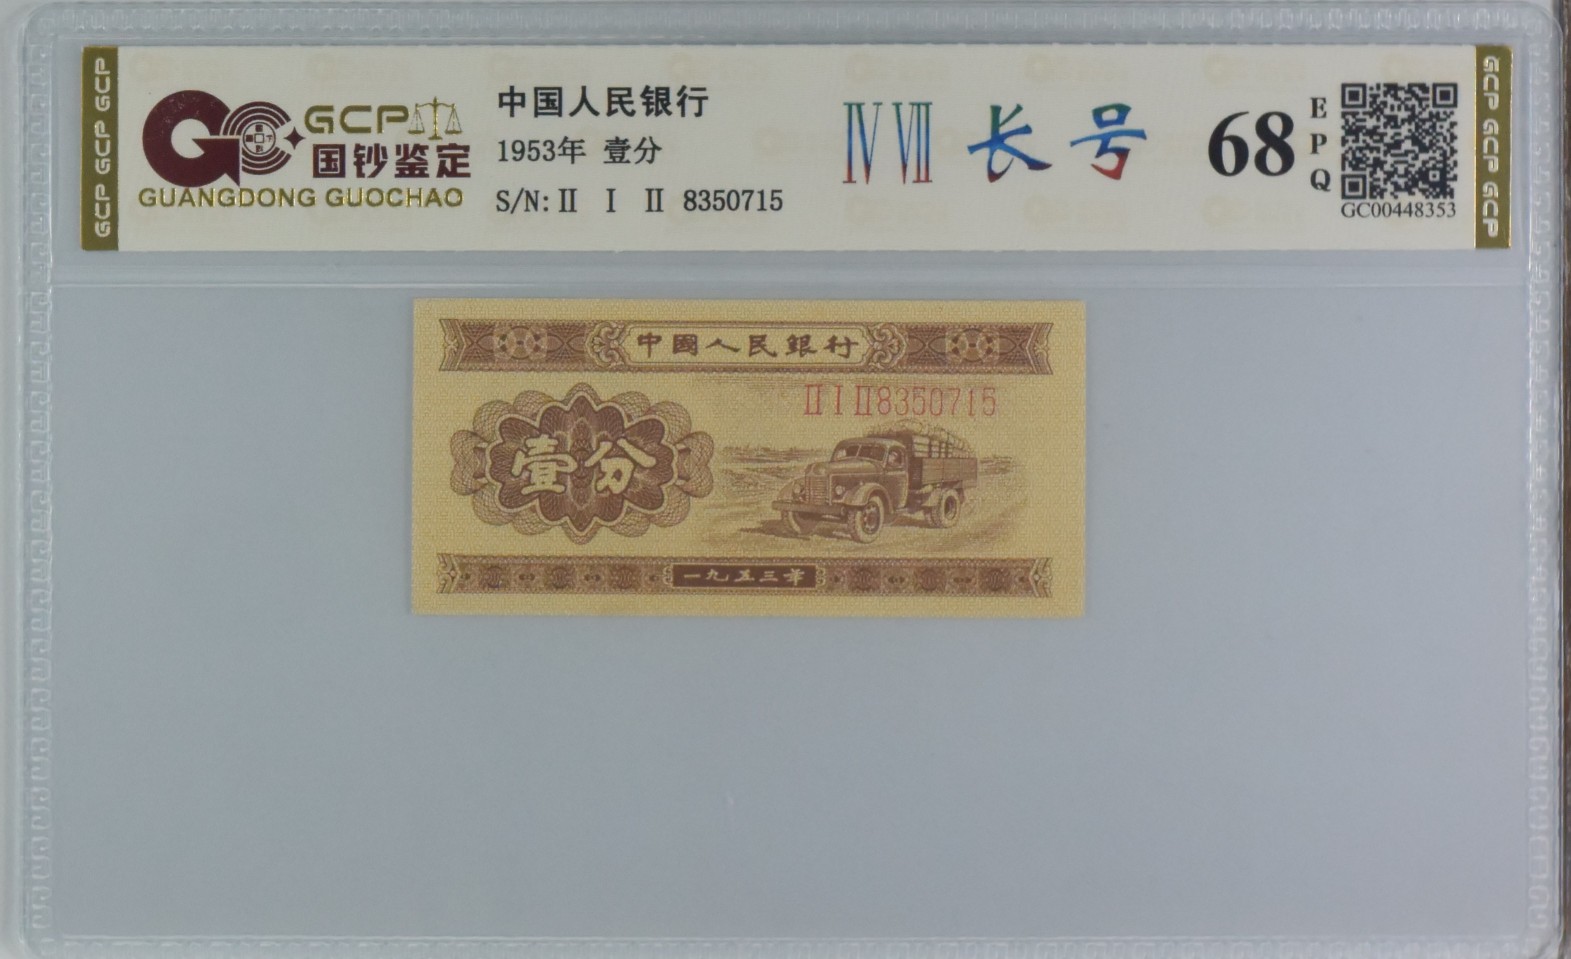 GCP GCP GCP
GCP
国钞鉴定
GUANGDONG GUOCHAO
中国人民银行
1953年 壹分
S/N: II I II 8350715
IV VII 长号
68
EPQ
GC00448353
GCP GCP GCP
中國人民銀行
II I II 8350715
壹分
一九五三年